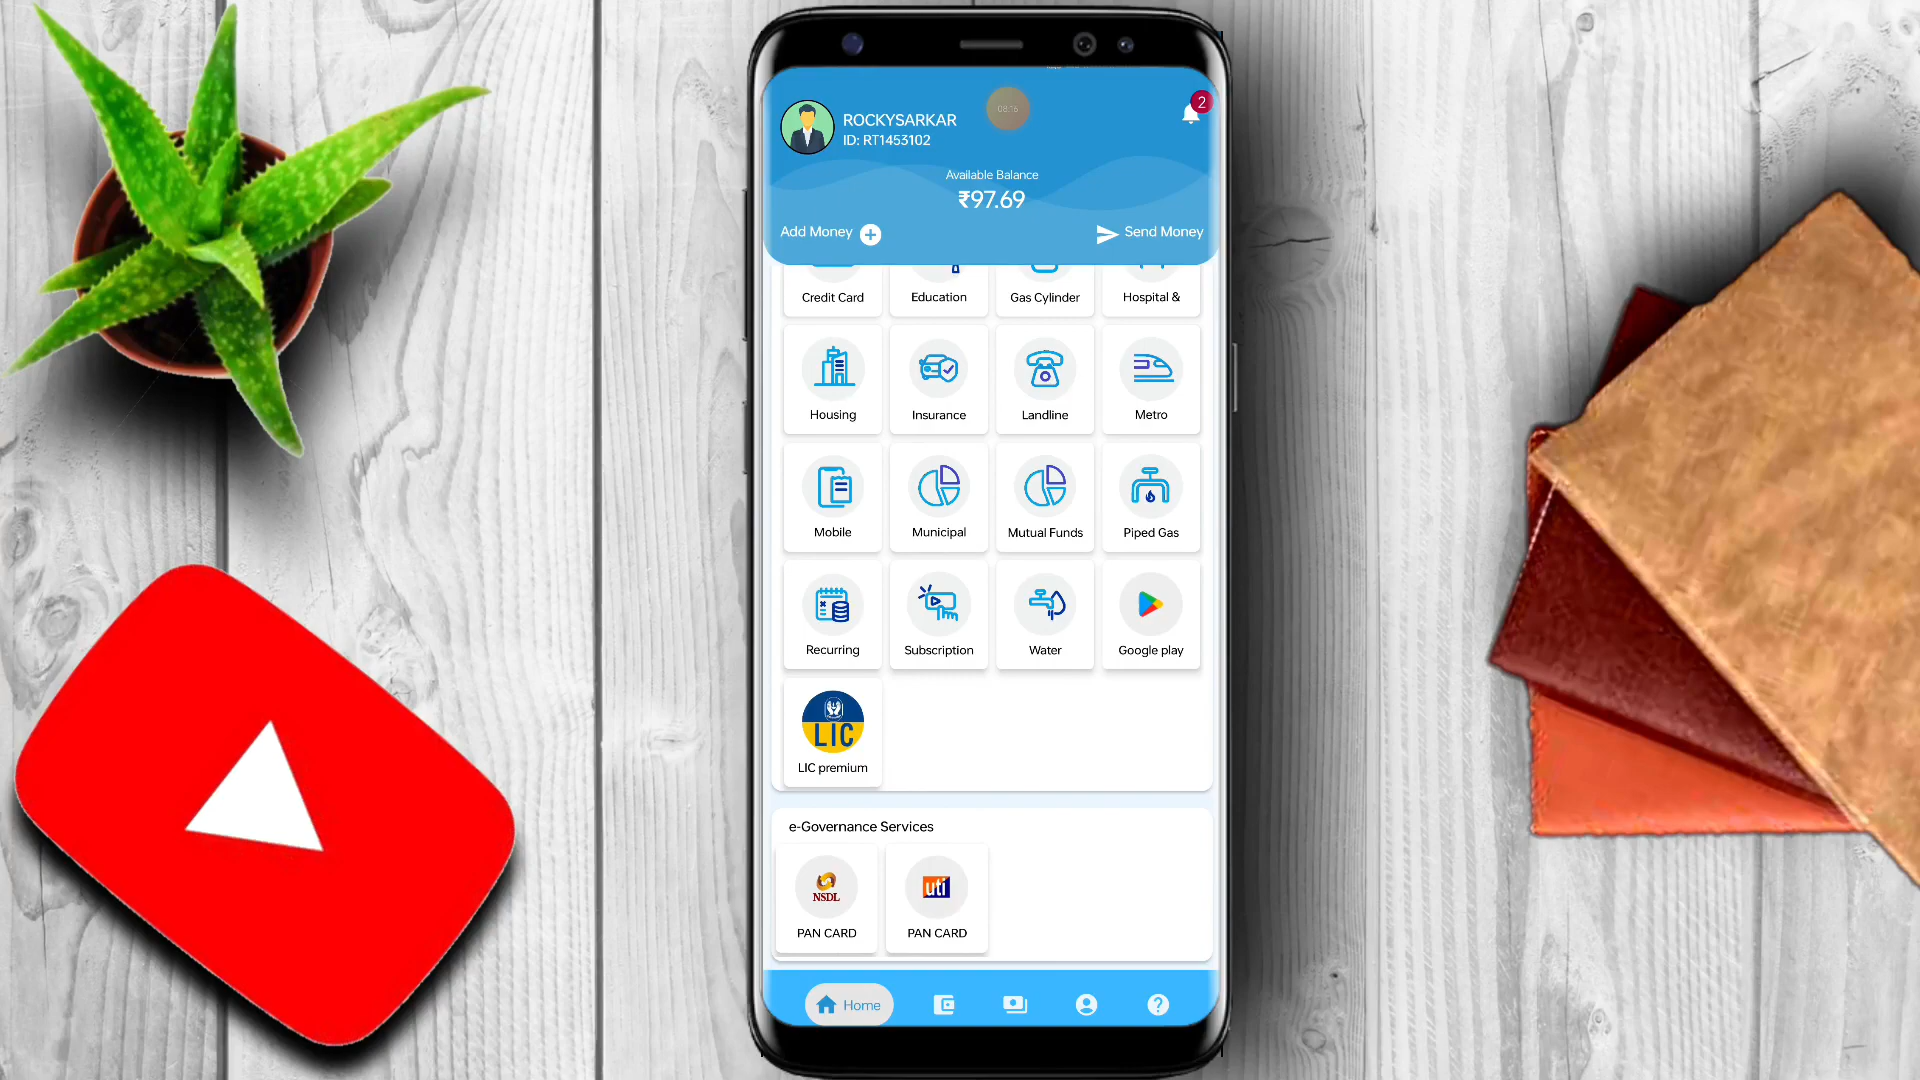 ROCKYSARKAR
ID: RT1453102
08:16
2
Available Balance
₹97.69
Add Money
Send Money
Credit Card
Education
Gas Cylinder
Hospital &
Housing
Insurance
Landline
Metro
Mobile
Municipal
Mutual Funds
Piped Gas
Recurring
Subscription
Water
Google play
LIC
LIC premium
e-Governance Services
NSDL
uti
PAN CARD
PAN CARD
Home